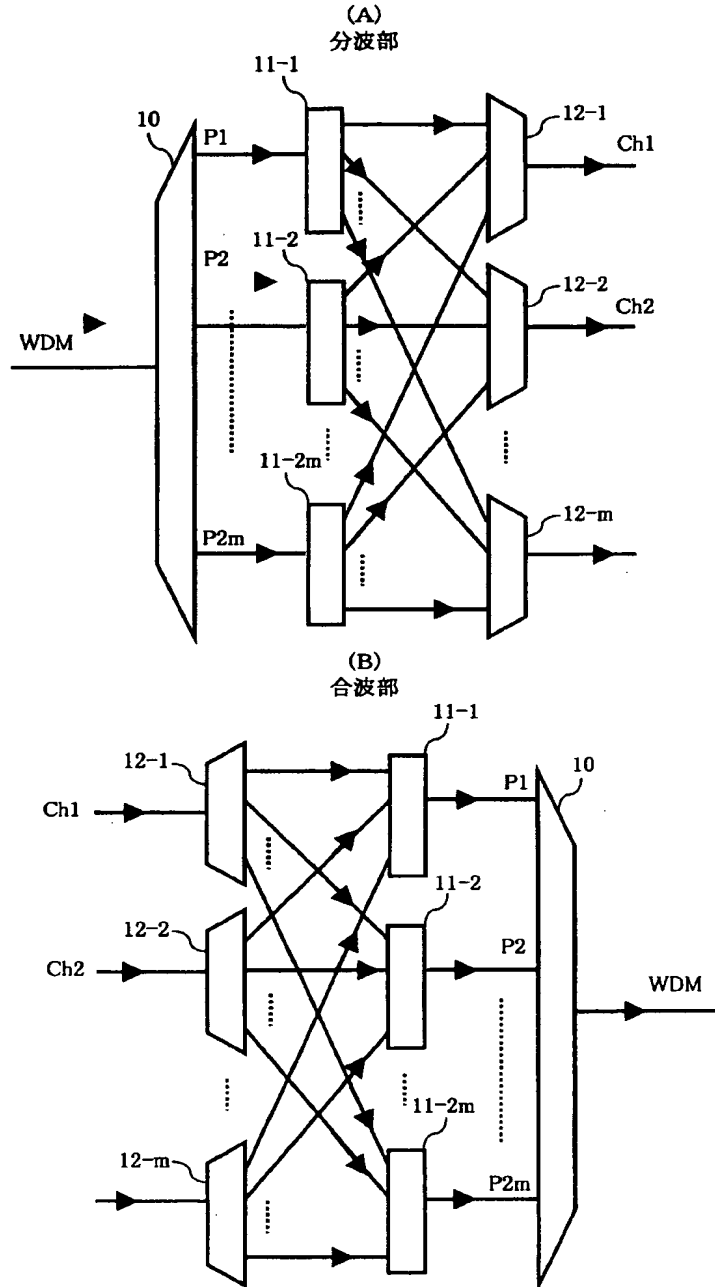 (A)
分波部
11-1
10
P1
12-1
Ch1
11-2
P2
12-2
Ch2
WDM
11-2m
12-m
P2m
(B)
合波部
11-1
12-1
P1
10
Ch1
11-2
12-2
P2
Ch2
WDM
11-2m
12-m
P2m